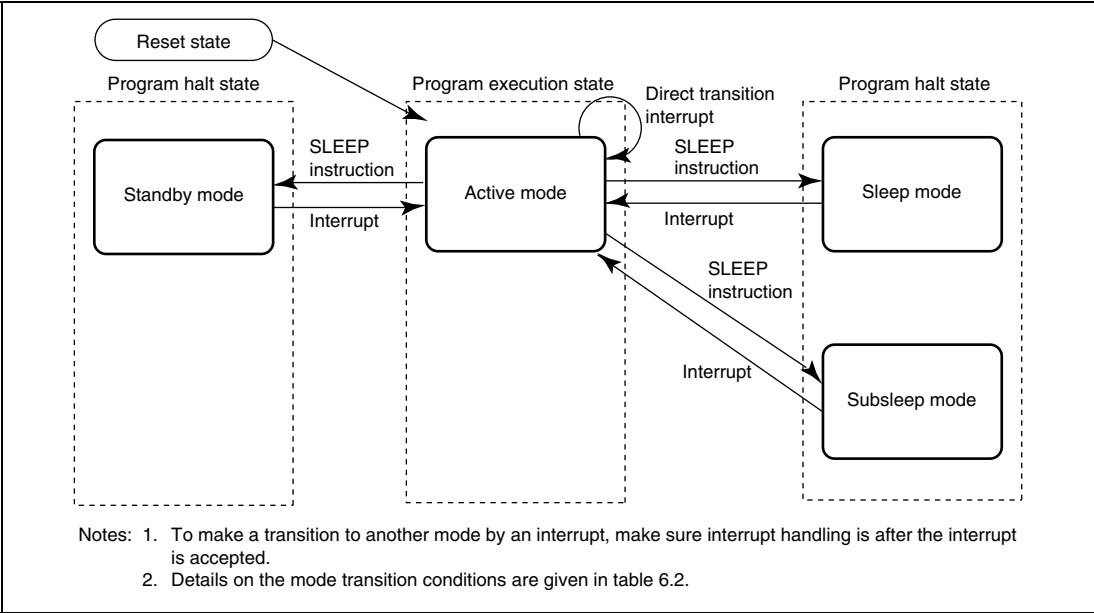 Reset state
Program halt state
Program execution state
Program halt state
Direct transition
interrupt
SLEEP
instruction
SLEEP
instruction
Standby mode
Active mode
Sleep mode
Interrupt
Interrupt
SLEEP
instruction
Interrupt
Subsleep mode
Notes: 1. To make a transition to another mode by an interrupt, make sure interrupt handling is after the interrupt
is accepted.
2. Details on the mode transition conditions are given in table 6.2.